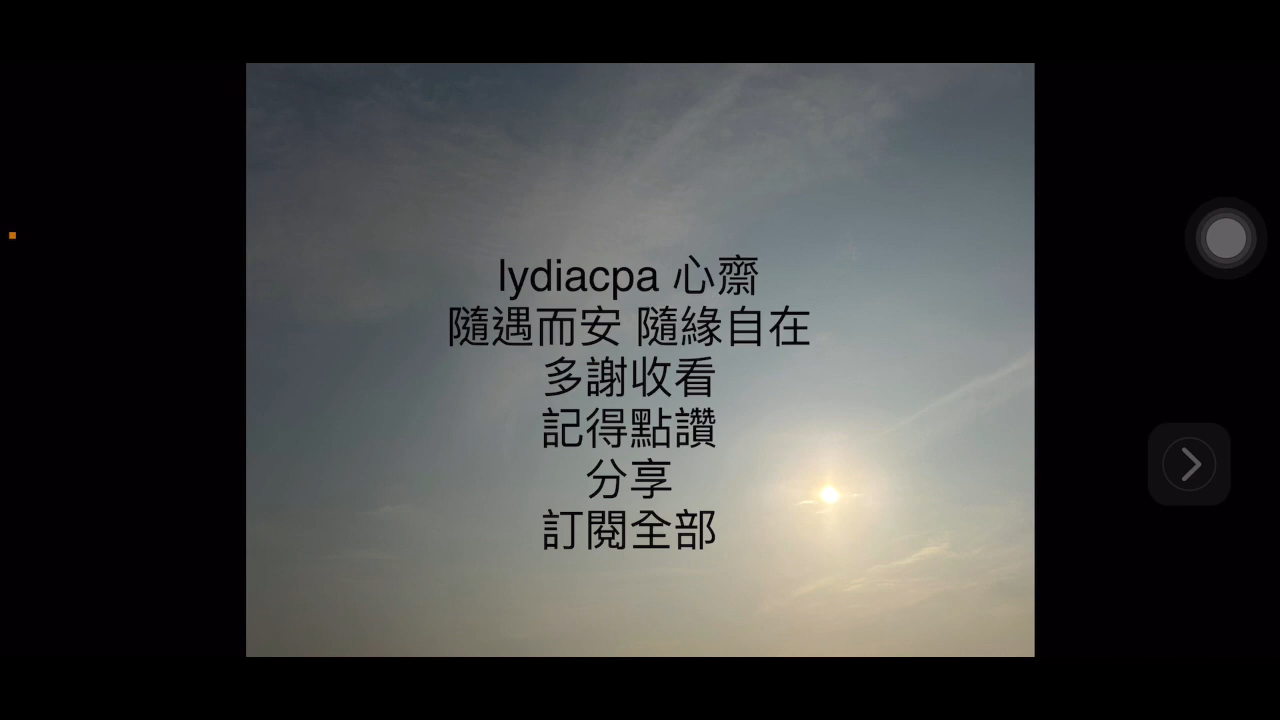 lydiacpa 心齋
隨遇而安 隨緣自在
多謝收看
記得點讚
分享
訂閱全部